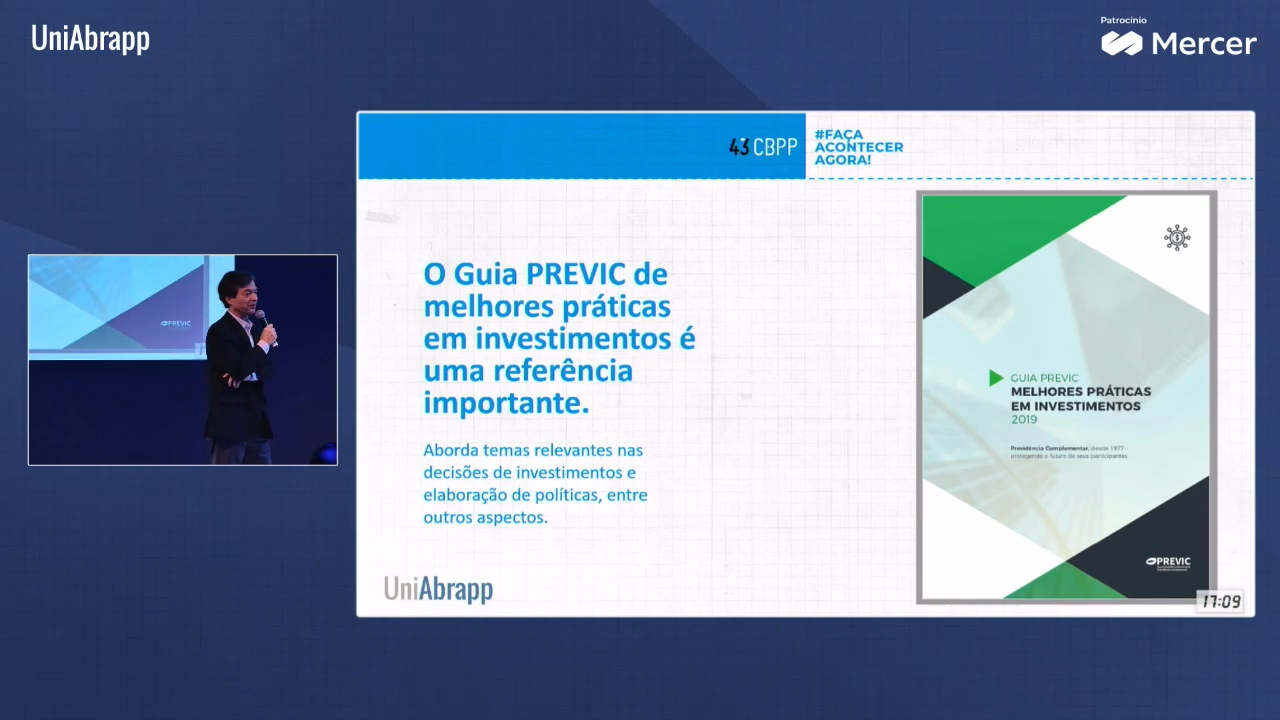 UniAbrapp
Patrocínio
Mercer
43 CBPP
#FAÇA
ACONTECER
AGORA!
O Guia PREVIC de
melhores práticas
em investimentos é
uma referência
importante.
Aborda temas relevantes nas
decisões de investimentos e
elaboração de políticas, entre
outros aspectos.
UniAbrapp
GUIA PREVIC
MELHORES PRÁTICAS
EM INVESTIMENTOS
2019
Previdência Complementar, desde 1977
protegendo o futuro de seus participantes.
PREVIC
17:09
PREVIC